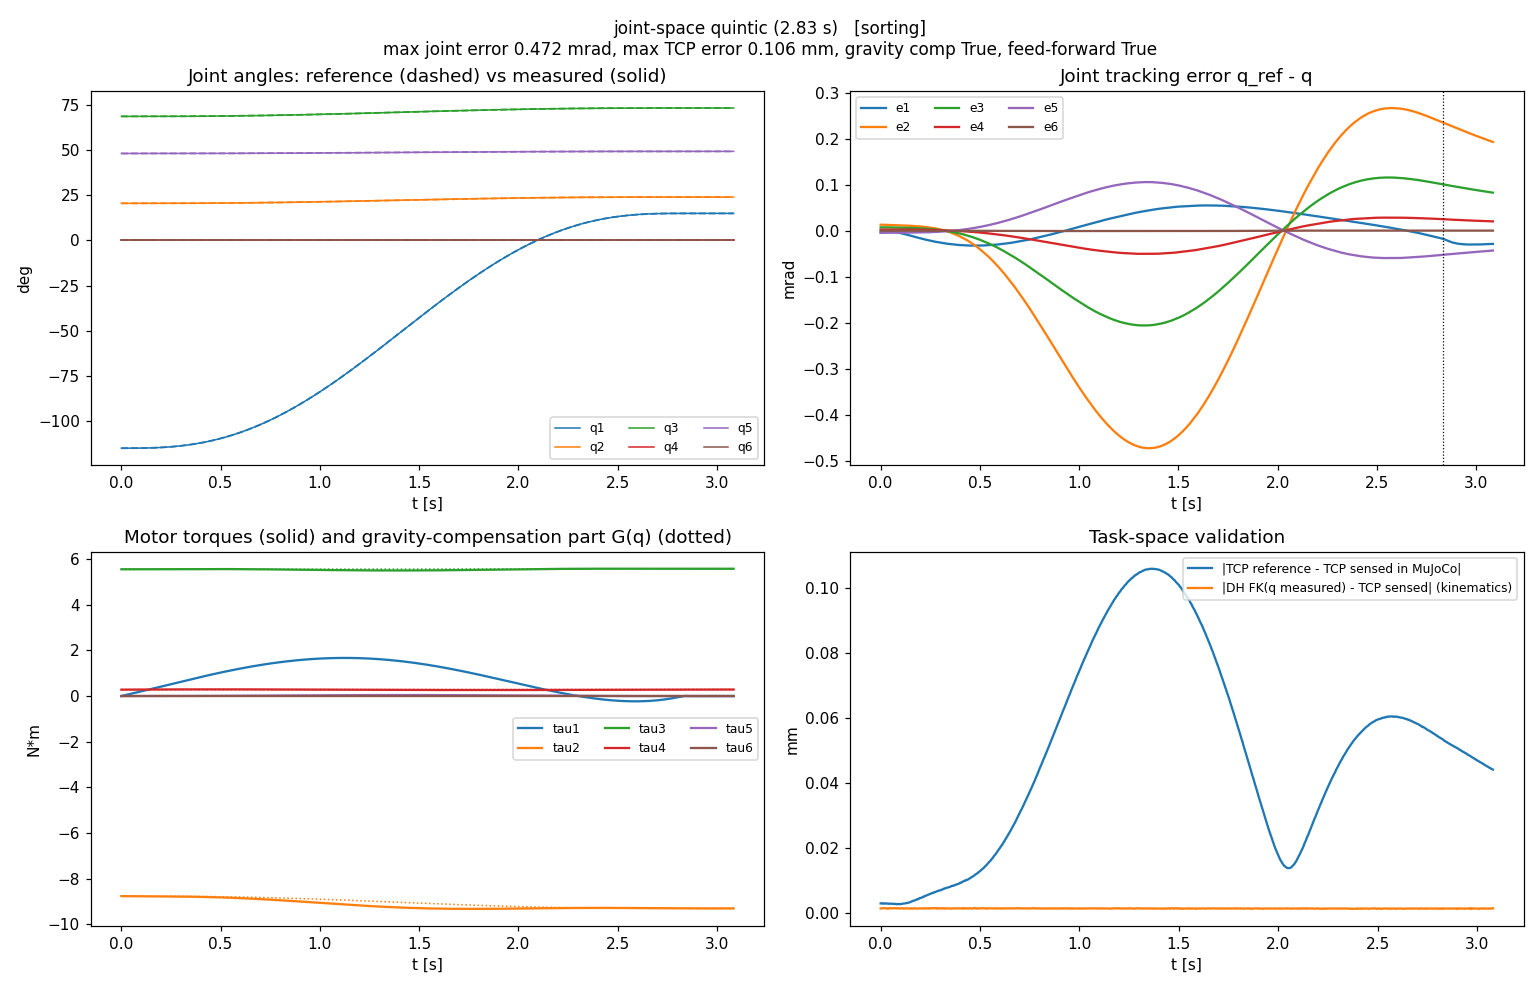 joint-space quintic (2.83 s)   [sorting]
max joint error 0.472 mrad, max TCP error 0.106 mm, gravity comp True, feed-forward True
Joint angles: reference (dashed) vs measured (solid)
75
50
25
0
−25
−50
−75
−100
deg
q1 q3 q5
q2 q4 q6
0.0 0.5 1.0 1.5 2.0 2.5 3.0
t [s]
Joint tracking error q_ref - q
0.3
0.2
0.1
0.0
−0.1
−0.2
−0.3
−0.4
−0.5
mrad
e1 e3 e5
e2 e4 e6
0.0 0.5 1.0 1.5 2.0 2.5 3.0
t [s]
Motor torques (solid) and gravity-compensation part G(q) (dotted)
6
4
2
0
−2
−4
−6
−8
−10
N*m
tau1 tau3 tau5
tau2 tau4 tau6
0.0 0.5 1.0 1.5 2.0 2.5 3.0
t [s]
Task-space validation
|TCP reference - TCP sensed in MuJoCo|
|DH FK(q measured) - TCP sensed| (kinematics)
0.10
0.08
0.06
0.04
0.02
0.00
mm
0.0 0.5 1.0 1.5 2.0 2.5 3.0
t [s]